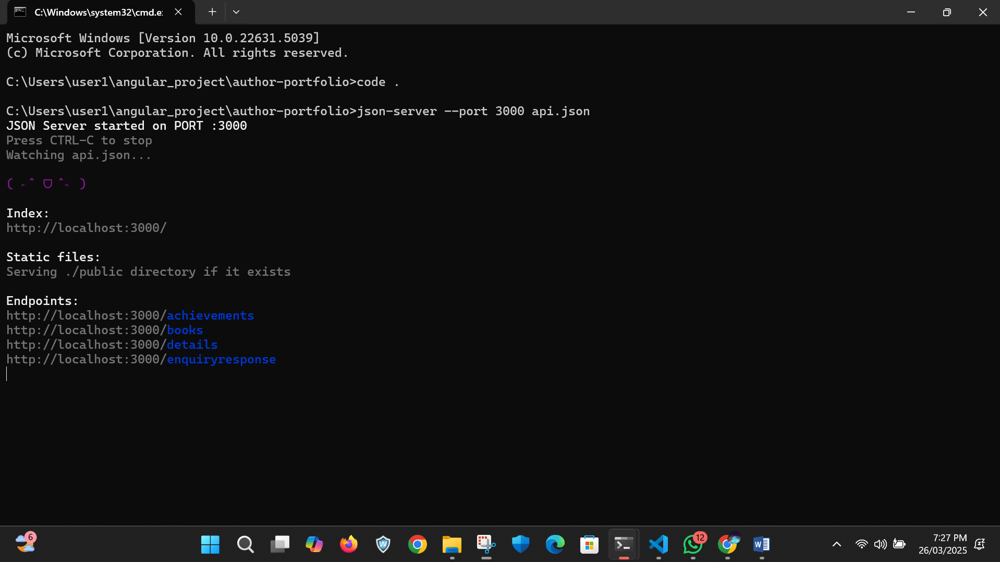 C:\Windows\system32\cmd.e
Microsoft Windows [Version 10.0.22631.5039]
(c) Microsoft Corporation. All rights reserved.
C:\Users\user1\angular_project\author-portfolio>code .
C:\Users\user1\angular_project\author-portfolio>json-server --port 3000 api.json
JSON Server started on PORT :3000
Press CTRL-C to stop
Watching api.json...
( ˶ˆ ᗜ ˆ˵ )
Index:
http://localhost:3000/
Static files:
Serving ./public directory if it exists
Endpoints:
http://localhost:3000/achievements
http://localhost:3000/books
http://localhost:3000/details
http://localhost:3000/enquiryresponse
6
12
7:27 PM
26/03/2025